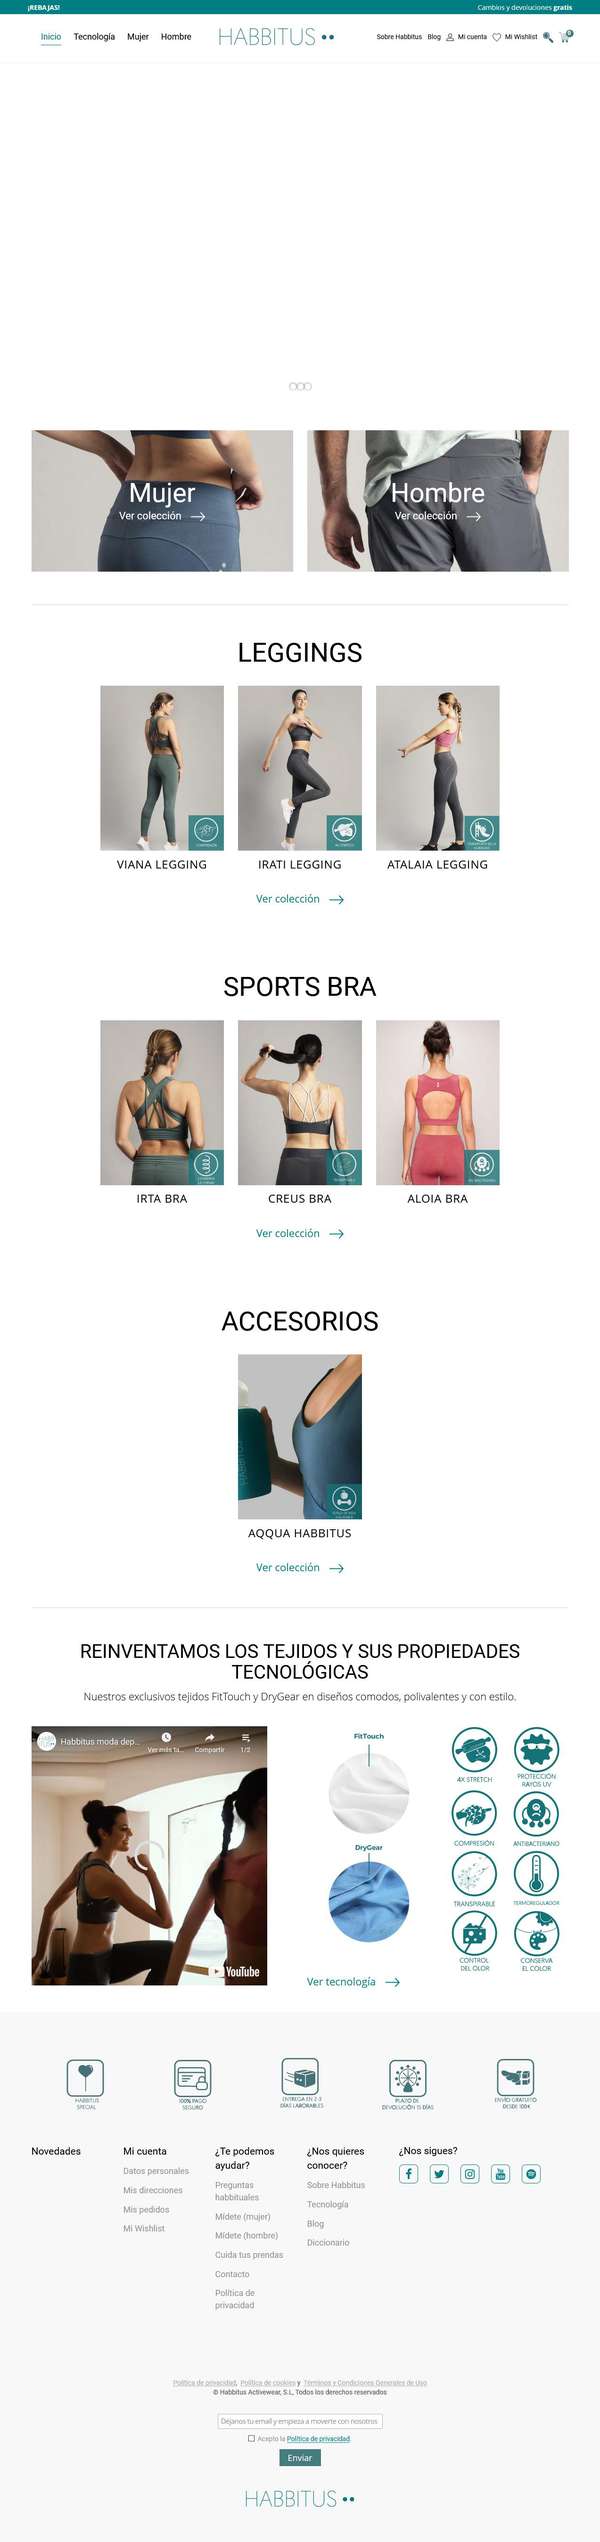 ¡REBAJAS!
Cambios y devoluciones gratis
Inicio Tecnología Mujer Hombre
HABBITUS
Sobre Habbitus Blog Mi cuenta Mi Wishlist 0
Mujer
Ver colección
Hombre
Ver colección
LEGGINGS
VIANA LEGGING
IRATI LEGGING
ATALAIA LEGGING
Ver colección
SPORTS BRA
IRTA BRA
CREUS BRA
ALOIA BRA
Ver colección
ACCESORIOS
HABBITUS
AQQUA HABBITUS
Ver colección
REINVENTAMOS LOS TEJIDOS Y SUS PROPIEDADES
TECNOLÓGICAS
Nuestros exclusivos tejidos FitTouch y DryGear en diseños comodos, polivalentes y con estilo.
Habbitus moda dep...
Ver más ta...
Compartir
1/2
YouTube
FitTouch
DryGear
Ver tecnología
4X STRETCH
PROTECCIÓN
RAYOS UV
COMPRESIÓN
ANTIBACTERIANO
TRANSPIRABLE
TERMOREGULADOR
CONTROL
DEL OLOR
CONSERVA
EL COLOR
HABBITUS
SPECIAL
100% PAGO
SEGURO
ENTREGA EN 2-3
DÍAS LABORABLES
PLAZO DE
DEVOLUCIÓN 15 DÍAS
ENVÍO GRATUITO
DESDE 100€
Novedades
Mi cuenta
Datos personales
Mis direcciones
Mis pedidos
Mi Wishlist
¿Te podemos
ayudar?
Preguntas
habbituales
Mídete (mujer)
Mídete (hombre)
Cuida tus prendas
Contacto
Política de
privacidad
¿Nos quieres
conocer?
Sobre Habbitus
Tecnología
Blog
Diccionario
¿Nos sigues?
Política de privacidad, Política de cookies y Términos y Condiciones Generales de Uso
© Habbitus Activewear, S.L, Todos los derechos reservados
Déjanos tu email y empieza a moverte con nosotros
Acepto la Política de privacidad
Enviar
HABBITUS